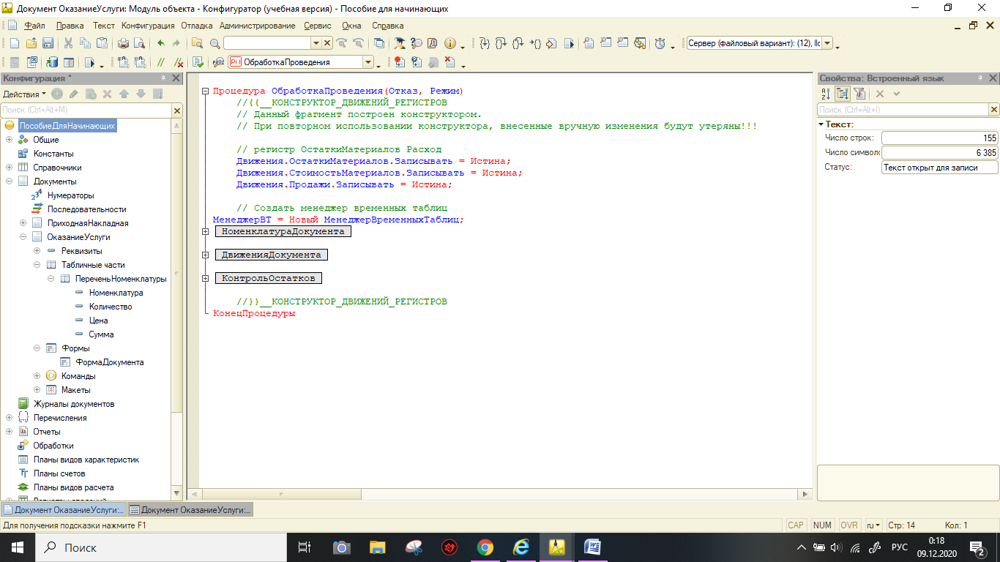 Документ ОказаниеУслуги: Модуль объекта - Конфигуратор (учебная версия) - Пособие для начинающих
Файл Правка Текст Конфигурация Отладка Администрирование Сервис Окна Справка
Сервер (файловый вариант): (12), llc
ОбработкаПроведения
Конфигурация *
Действия
Поиск (Ctrl+Alt+M)
ПособиеДляНачинающих
Общие
Константы
Справочники
Документы
Нумераторы
Последовательности
ПриходнаяНакладная
ОказаниеУслуги
Реквизиты
Табличные части
ПереченьНоменклатуры
Номенклатура
Количество
Цена
Сумма
Формы
ФормаДокумента
Команды
Макеты
Журналы документов
Перечисления
Отчеты
Обработки
Планы видов характеристик
Планы счетов
Планы видов расчета
Процедура ОбработкаПроведения(Отказ, Режим)
//{{__КОНСТРУКТОР_ДВИЖЕНИЙ_РЕГИСТРОВ
// Данный фрагмент построен конструктором.
// При повторном использовании конструктора, внесенные вручную изменения будут утеряны!!!
// регистр ОстаткиМатериалов Расход
Движения.ОстаткиМатериалов.Записывать = Истина;
Движения.СтоимостьМатериалов.Записывать = Истина;
Движения.Продажи.Записывать = Истина;
// Создать менеджер временных таблиц
МенеджерВТ = Новый МенеджерВременныхТаблиц;
НоменклатураДокумента
ДвиженияДокумента
КонтрольОстатков
//}}__КОНСТРУКТОР_ДВИЖЕНИЙ_РЕГИСТРОВ
КонецПроцедуры
Свойства: Встроенный язык
Поиск (Ctrl+Alt+I)
Текст:
Число строк: 155
Число символо 6 385
Статус: Текст открыт для записи
Документ ОказаниеУслуги:... Документ ОказаниеУслуги:...
Для получения подсказки нажмите F1 CAP NUM OVR ru Стр: 14 Кол: 1
Поиск
РУС
0:18
09.12.2020
2